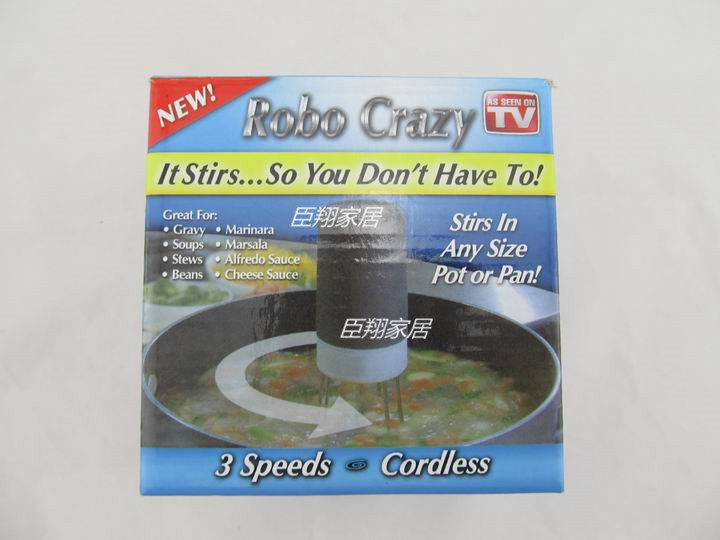 NEW!
Robo Crazy
AS SEEN ON
TV
It Stirs...So You Don't Have To!
Great For:
• Gravy • Marinara
• Soups • Marsala
• Stews • Alfredo Sauce
• Beans • Cheese Sauce
臣翔家居
Stirs In
Any Size
Pot or Pan!
臣翔家居
3 Speeds Cordless